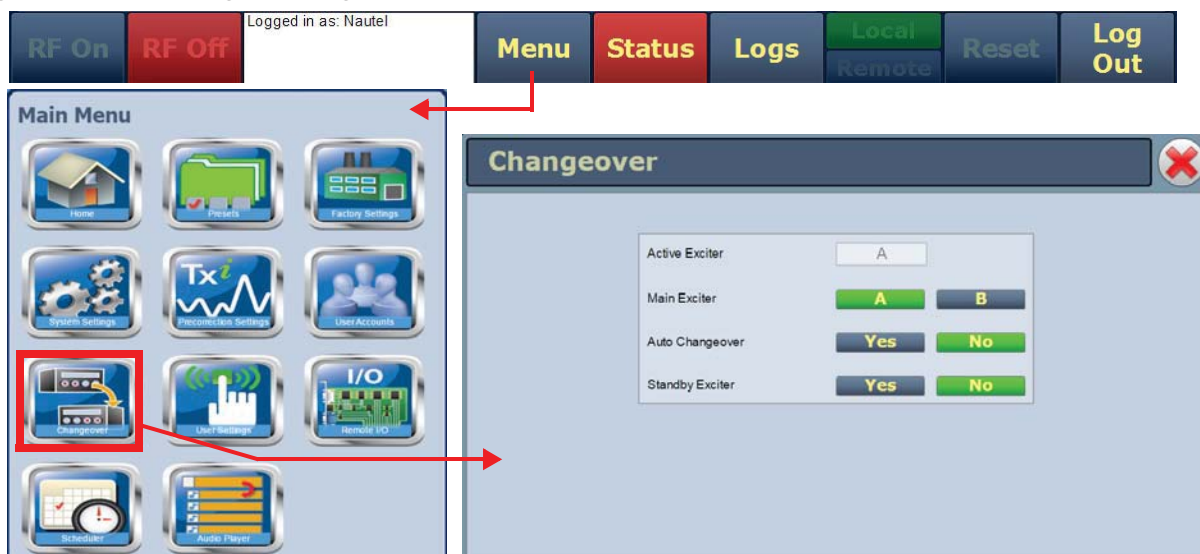 Logged in as: Nautel
RF On RF Off Menu Status Logs Local Remote Reset Log Out
Main Menu
Home Presets Factory Settings
System Settings Txi Precorrection Settings User Accounts
Changeover User Settings I/O Remote I/O
Scheduler Audio Player
Changeover
Active Exciter A
Main Exciter A B
Auto Changeover Yes No
Standby Exciter Yes No